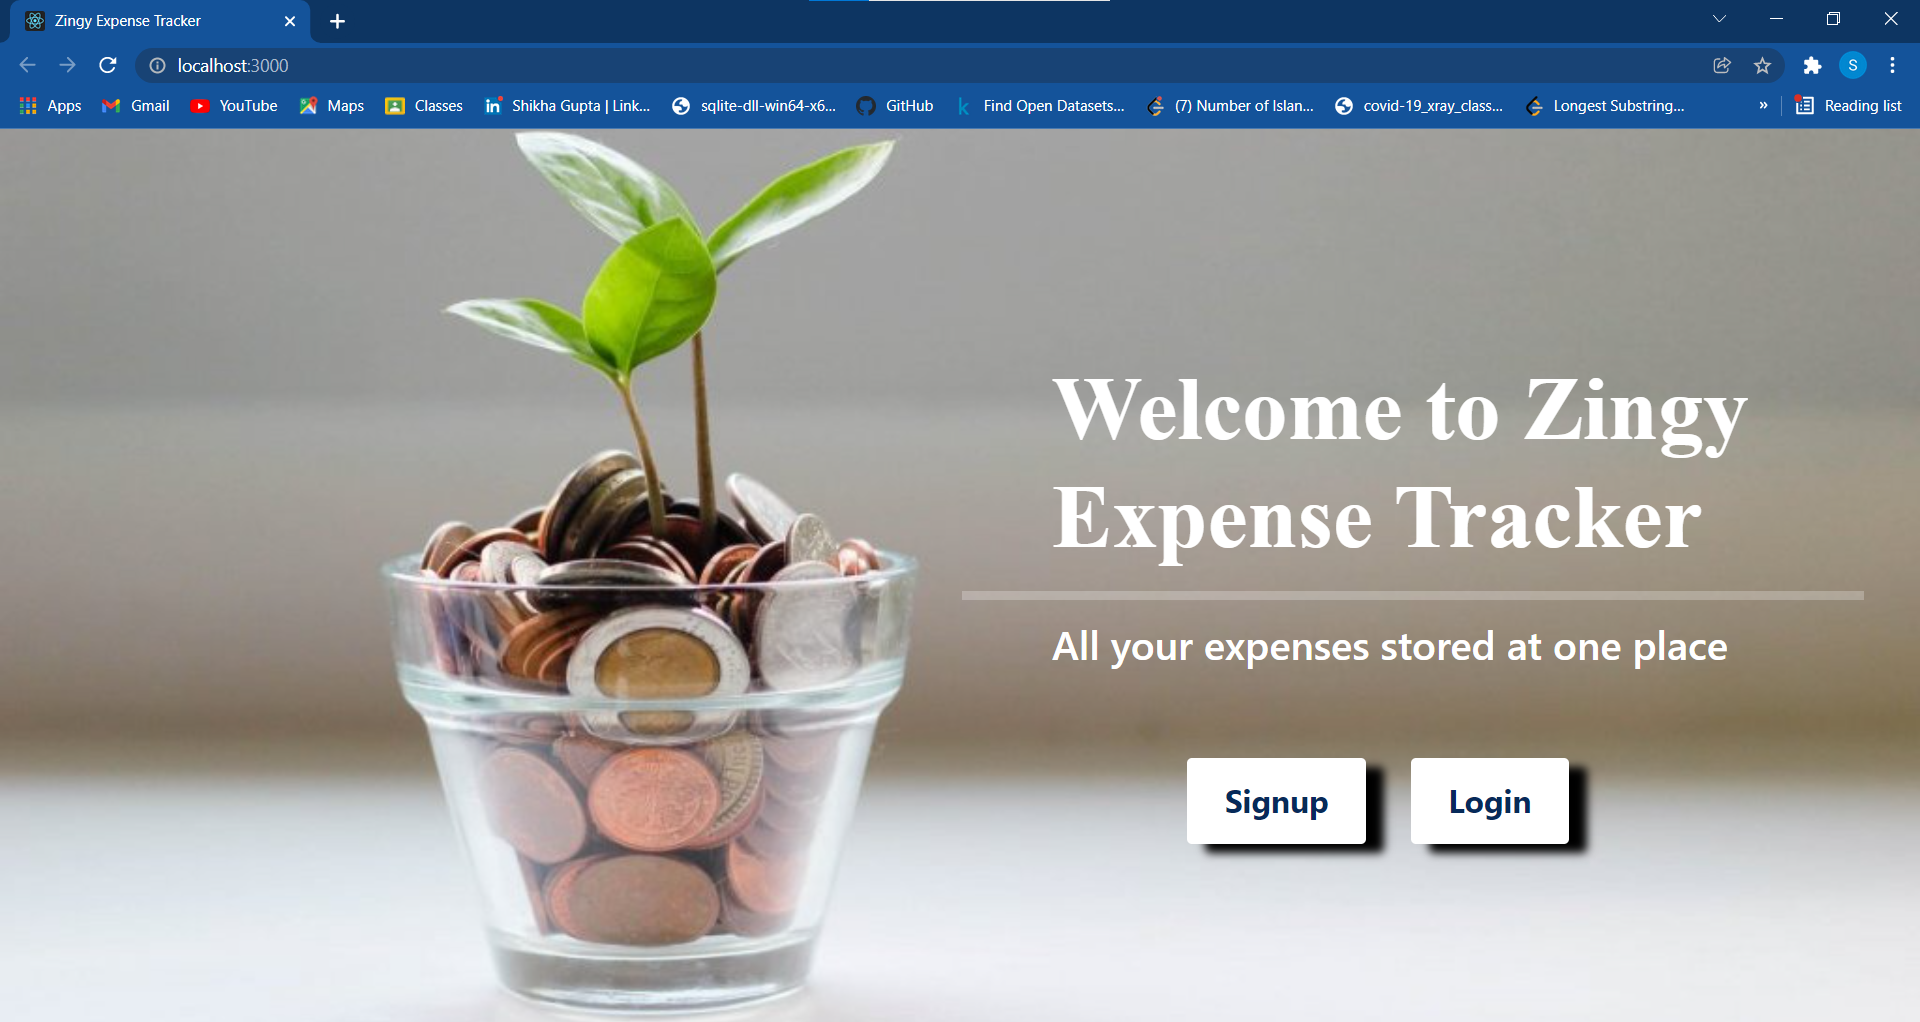 Zingy Expense Tracker
localhost:3000
S
Apps Gmail YouTube Maps Classes Shikha Gupta | Link... sqlite-dll-win64-x6... GitHub Find Open Datasets... (7) Number of Islan... covid-19_xray_class... Longest Substring... » Reading list
Welcome to Zingy
Expense Tracker
All your expenses stored at one place
Signup Login